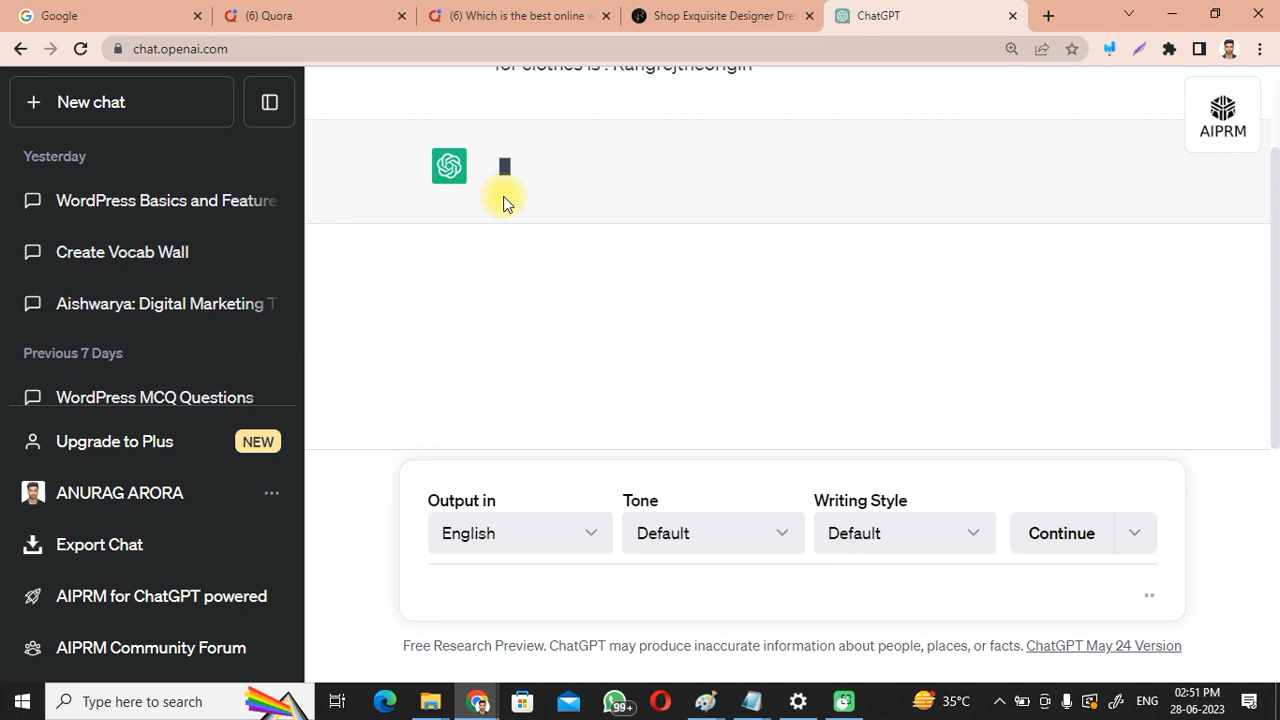 Google
(6) Quora
(6) Which is the best online w
Shop Exquisite Designer Dre
ChatGPT
chat.openai.com
New chat
Yesterday
WordPress Basics and Feature
Create Vocab Wall
Aishwarya: Digital Marketing T
Previous 7 Days
WordPress MCQ Questions
Upgrade to Plus
NEW
ANURAG ARORA
Export Chat
AIPRM for ChatGPT powered
AIPRM Community Forum
for clothes is : Rangrejtheorigin
AIPRM
Output in
Tone
Writing Style
English
Default
Default
Continue
Free Research Preview. ChatGPT may produce inaccurate information about people, places, or facts. ChatGPT May 24 Version
Type here to search
99+
35°C
ENG
02:51 PM
28-06-2023